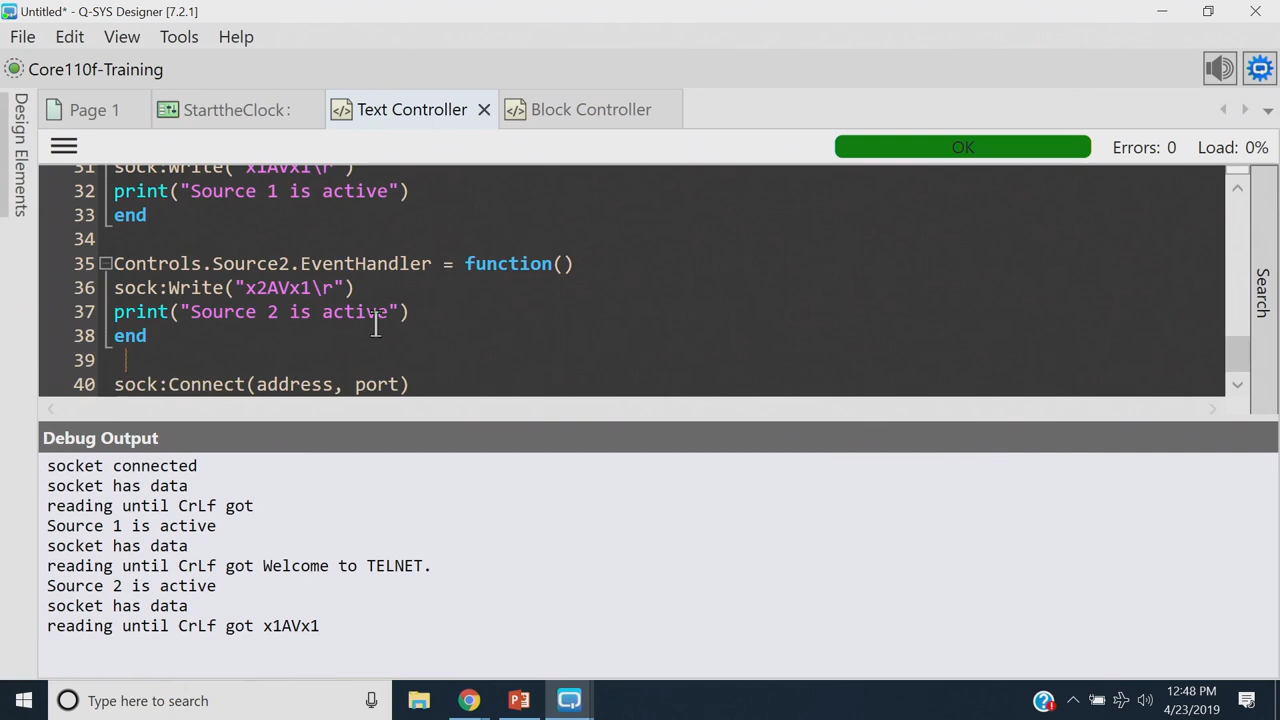 Untitled* - Q-SYS Designer [7.2.1]
File Edit View Tools Help
Core110f-Training
Design Elements
Page 1
StarttheClock:
Text Controller
Block Controller
OK
Errors: 0
Load: 0%
31 sock:Write("x1AVx1\r")
32 print("Source 1 is active")
33 end
34
35 Controls.Source2.EventHandler = function()
36 sock:Write("x2AVx1\r")
37 print("Source 2 is active")
38 end
39
40 sock:Connect(address, port)
Search
Debug Output
socket connected
socket has data
reading until CrLf got
Source 1 is active
socket has data
reading until CrLf got Welcome to TELNET.
Source 2 is active
socket has data
reading until CrLf got x1AVx1
Type here to search
12:48 PM
4/23/2019